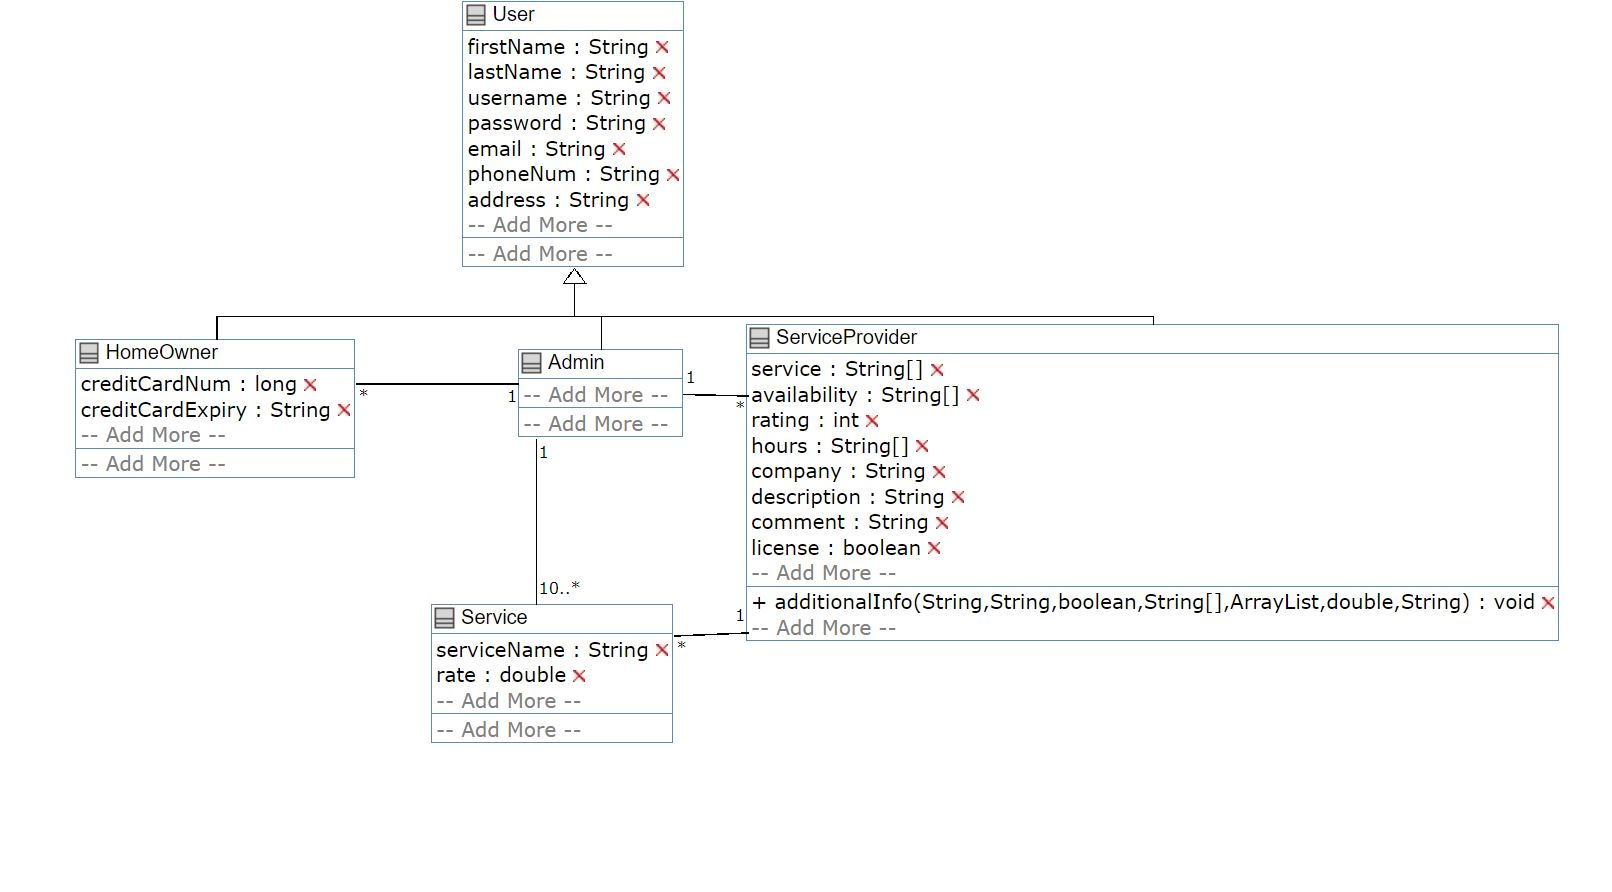 User
firstName : String
lastName : String
username : String
password : String
email : String
phoneNum : String
address : String
-- Add More --
-- Add More --
HomeOwner
creditCardNum : long
creditCardExpiry : String
-- Add More --
-- Add More --
*
1
Admin
-- Add More --
-- Add More --
1
*
1
10..*
ServiceProvider
service : String[]
availability : String[]
rating : int
hours : String[]
company : String
description : String
comment : String
license : boolean
-- Add More --
+ additionalInfo(String,String,boolean,String[],ArrayList,double,String) : void
-- Add More --
1
*
Service
serviceName : String
rate : double
-- Add More --
-- Add More --